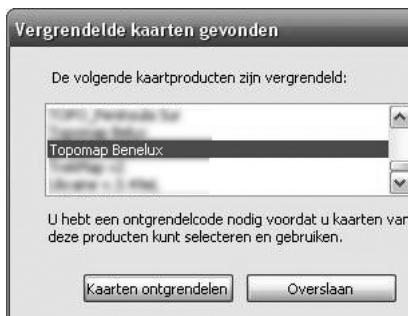 Vergrendelde kaarten gevonden
De volgende kaartproducten zijn vergrendeld:
Topomap Benelux
U hebt een ontgrendelcode nodig voordat u kaarten van
deze producten kunt selecteren en gebruiken.
Kaarten ontgrendelen
Overslaan